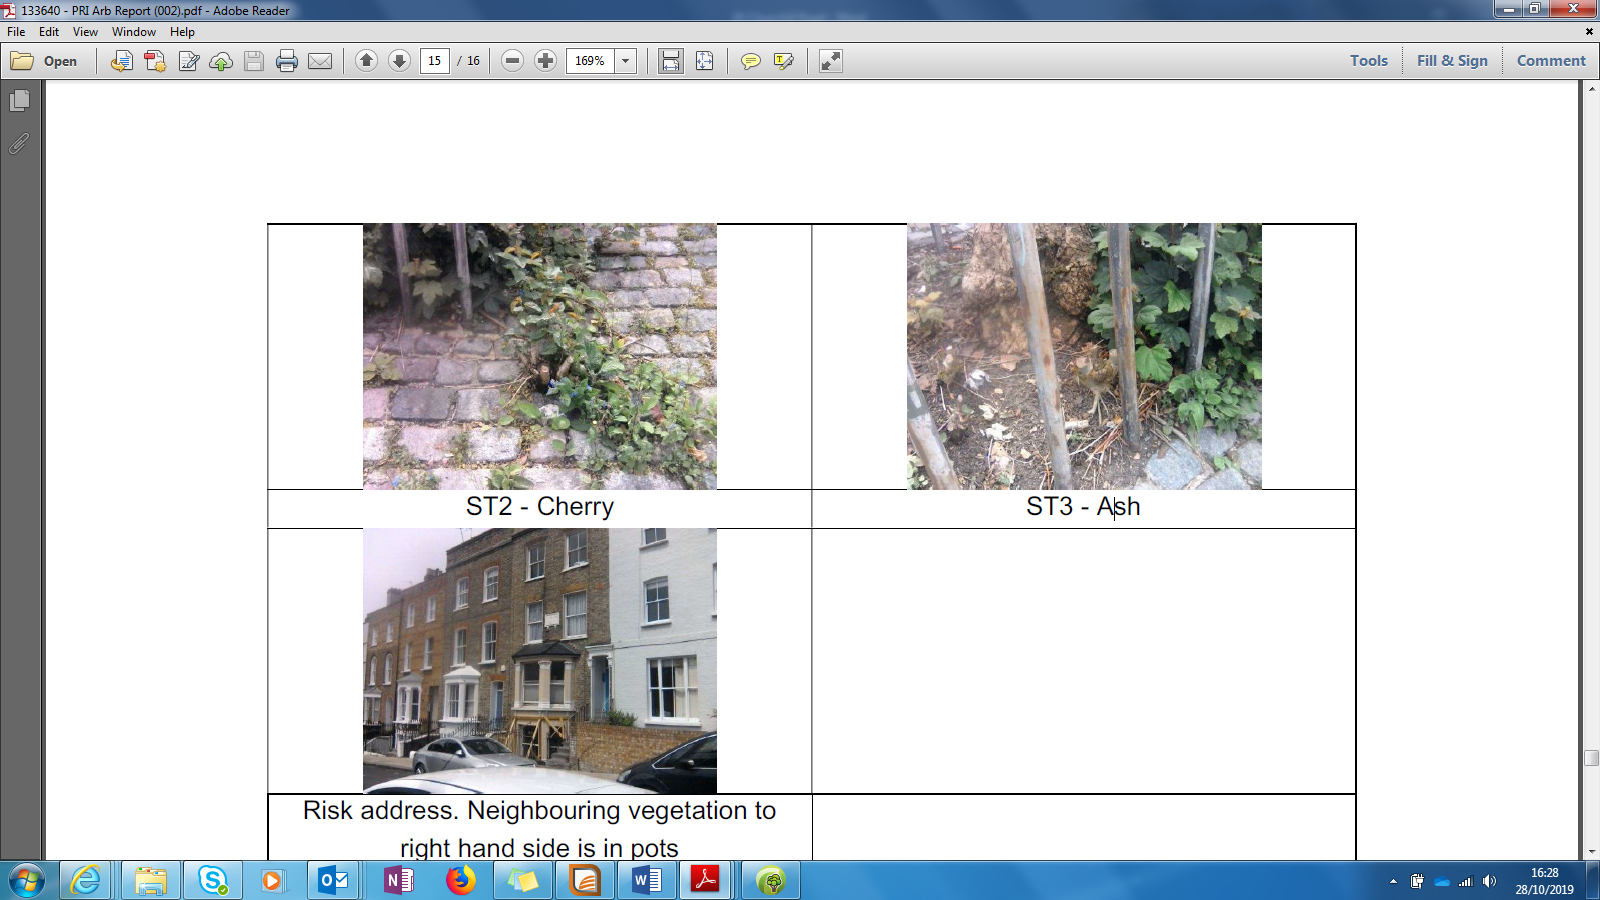 133640 - PRI Arb Report (002).pdf - Adobe Reader
File Edit View Window Help
Open 15 / 16 169% Tools Fill & Sign Comment
ST2 - Cherry
ST3 - Ash
Risk address. Neighbouring vegetation to
right hand side is in pots
16:28
28/10/2019